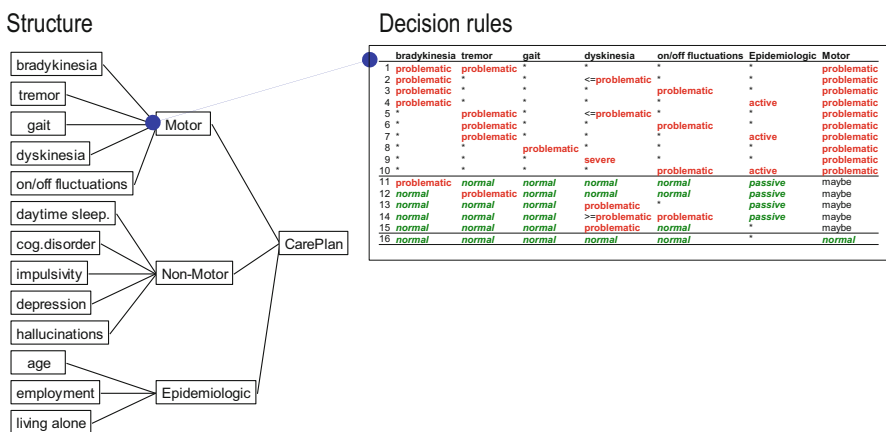 Structure
bradykinesia
tremor
gait
dyskinesia
on/off fluctuations
daytime sleep.
cog.disorder
impulsivity
depression
hallucinations
age
employment
living alone
Motor
Non-Motor
Epidemiologic
CarePlan
Decision rules
bradykinesia tremor gait dyskinesia on/off fluctuations Epidemiologic Motor
1 problematic problematic * * * * problematic
2 problematic * * <=problematic * * problematic
3 problematic * * * problematic * problematic
4 problematic * * * * active problematic
5 * problematic * <=problematic * * problematic
6 * problematic * * problematic * problematic
7 * problematic * * * active problematic
8 * * problematic * * * problematic
9 * * * severe * * problematic
10 * * * * problematic active problematic
11 problematic normal normal normal normal passive maybe
12 normal problematic normal normal normal passive maybe
13 normal normal normal problematic * passive maybe
14 normal normal normal >=problematic problematic passive maybe
15 normal normal normal problematic normal * maybe
16 normal normal normal normal normal * normal